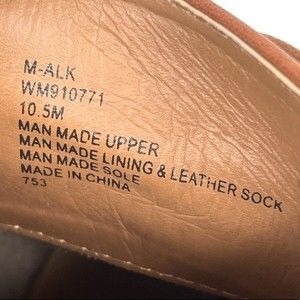 M-ALK
WM910771
10.5M
MAN MADE UPPER
MAN MADE LINING & LEATHER SOCK
MAN MADE SOLE
MADE IN CHINA
753